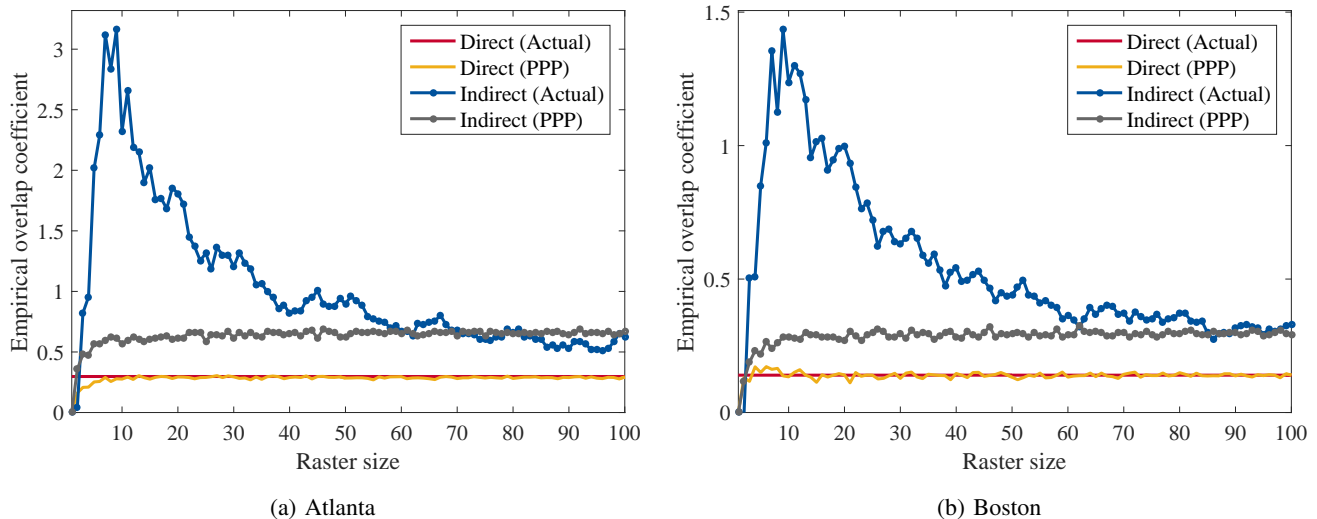 Empirical overlap coefficient
3
2.5
2
1.5
1
0.5
0
10 20 30 40 50 60 70 80 90 100
Raster size
Direct (Actual)
Direct (PPP)
Indirect (Actual)
Indirect (PPP)
(a) Atlanta
Empirical overlap coefficient
1.5
1
0.5
0
10 20 30 40 50 60 70 80 90 100
Raster size
Direct (Actual)
Direct (PPP)
Indirect (Actual)
Indirect (PPP)
(b) Boston